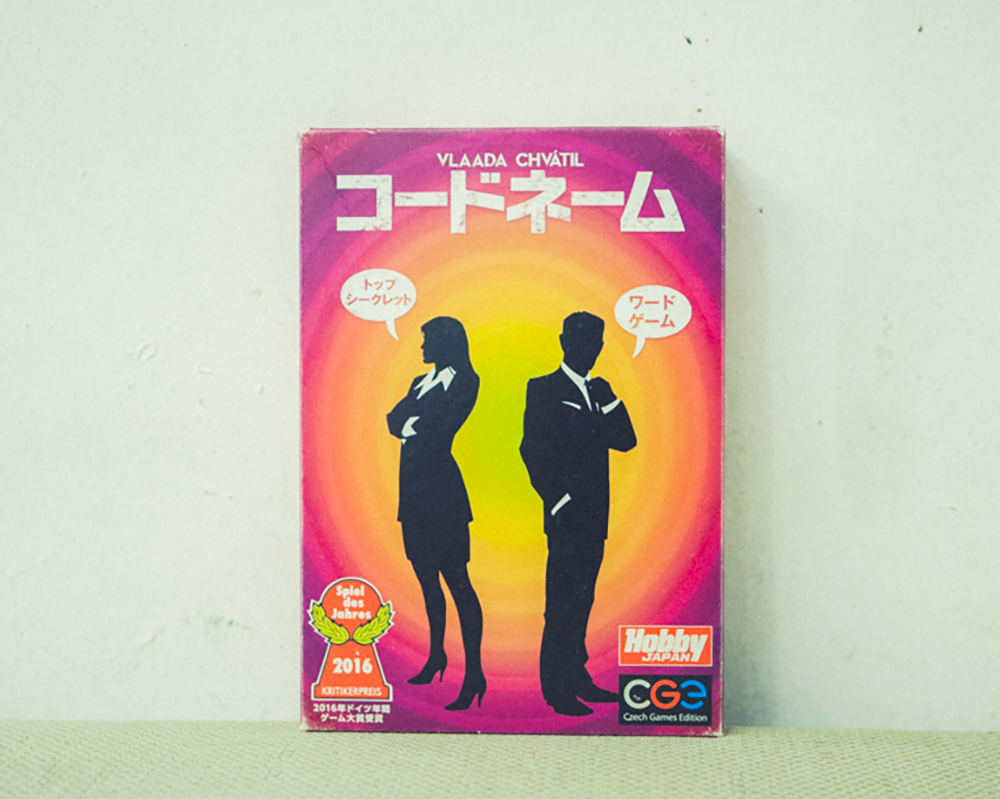 VLAADA CHVÁTIL
コードネーム
トップ
シークレット
ワード
ゲーム
Spiel
des
Jahres
2016
KRITIKERPREIS
2016年ドイツ年間
ゲーム大賞受賞
Hobby
JAPAN
CGE
Czech Games Edition